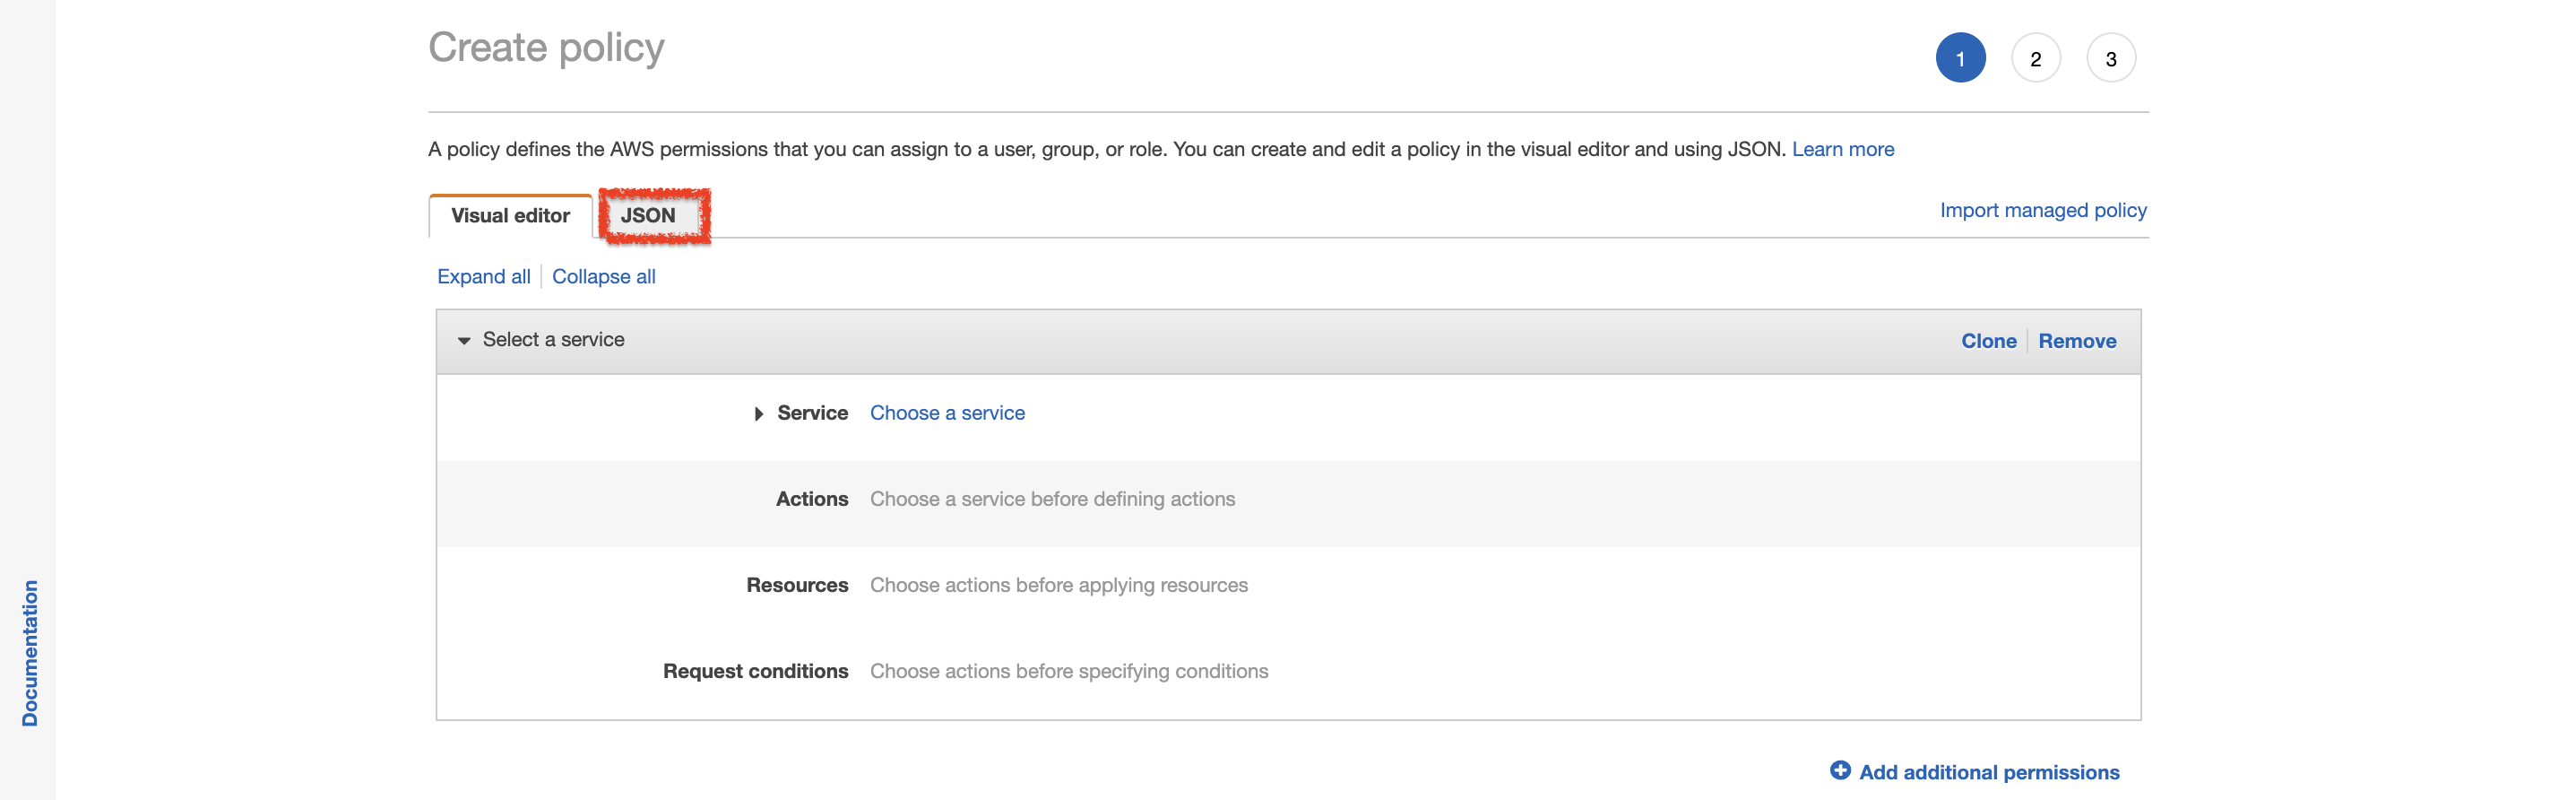 Create policy
1 2 3
A policy defines the AWS permissions that you can assign to a user, group, or role. You can create and edit a policy in the visual editor and using JSON. Learn more
Visual editor JSON Import managed policy
Expand all Collapse all
Select a service Clone Remove
Service Choose a service
Actions Choose a service before defining actions
Resources Choose actions before applying resources
Request conditions Choose actions before specifying conditions
Add additional permissions
Documentation